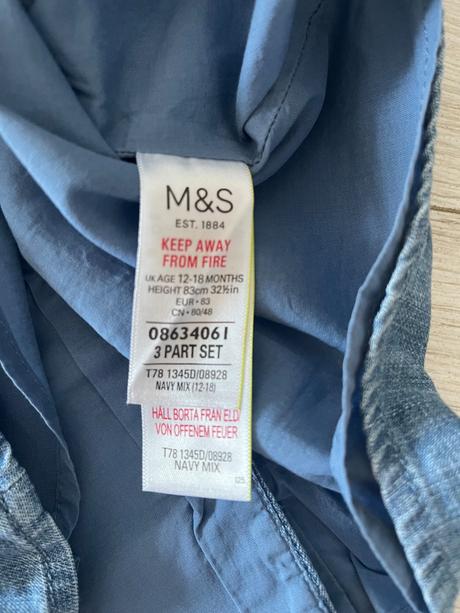 M&S
EST. 1884
KEEP AWAY
FROM FIRE
UK AGE 12-18 MONTHS
HEIGHT 83cm 32½in
EUR • 83
CN • 80/48
08634061
3 PART SET
T78 1345D/08928
NAVY MIX (12-18)
HÅLL BORTA FRÅN ELD
VON OFFENEM FEUER
T78 1345D/08928
NAVY MIX